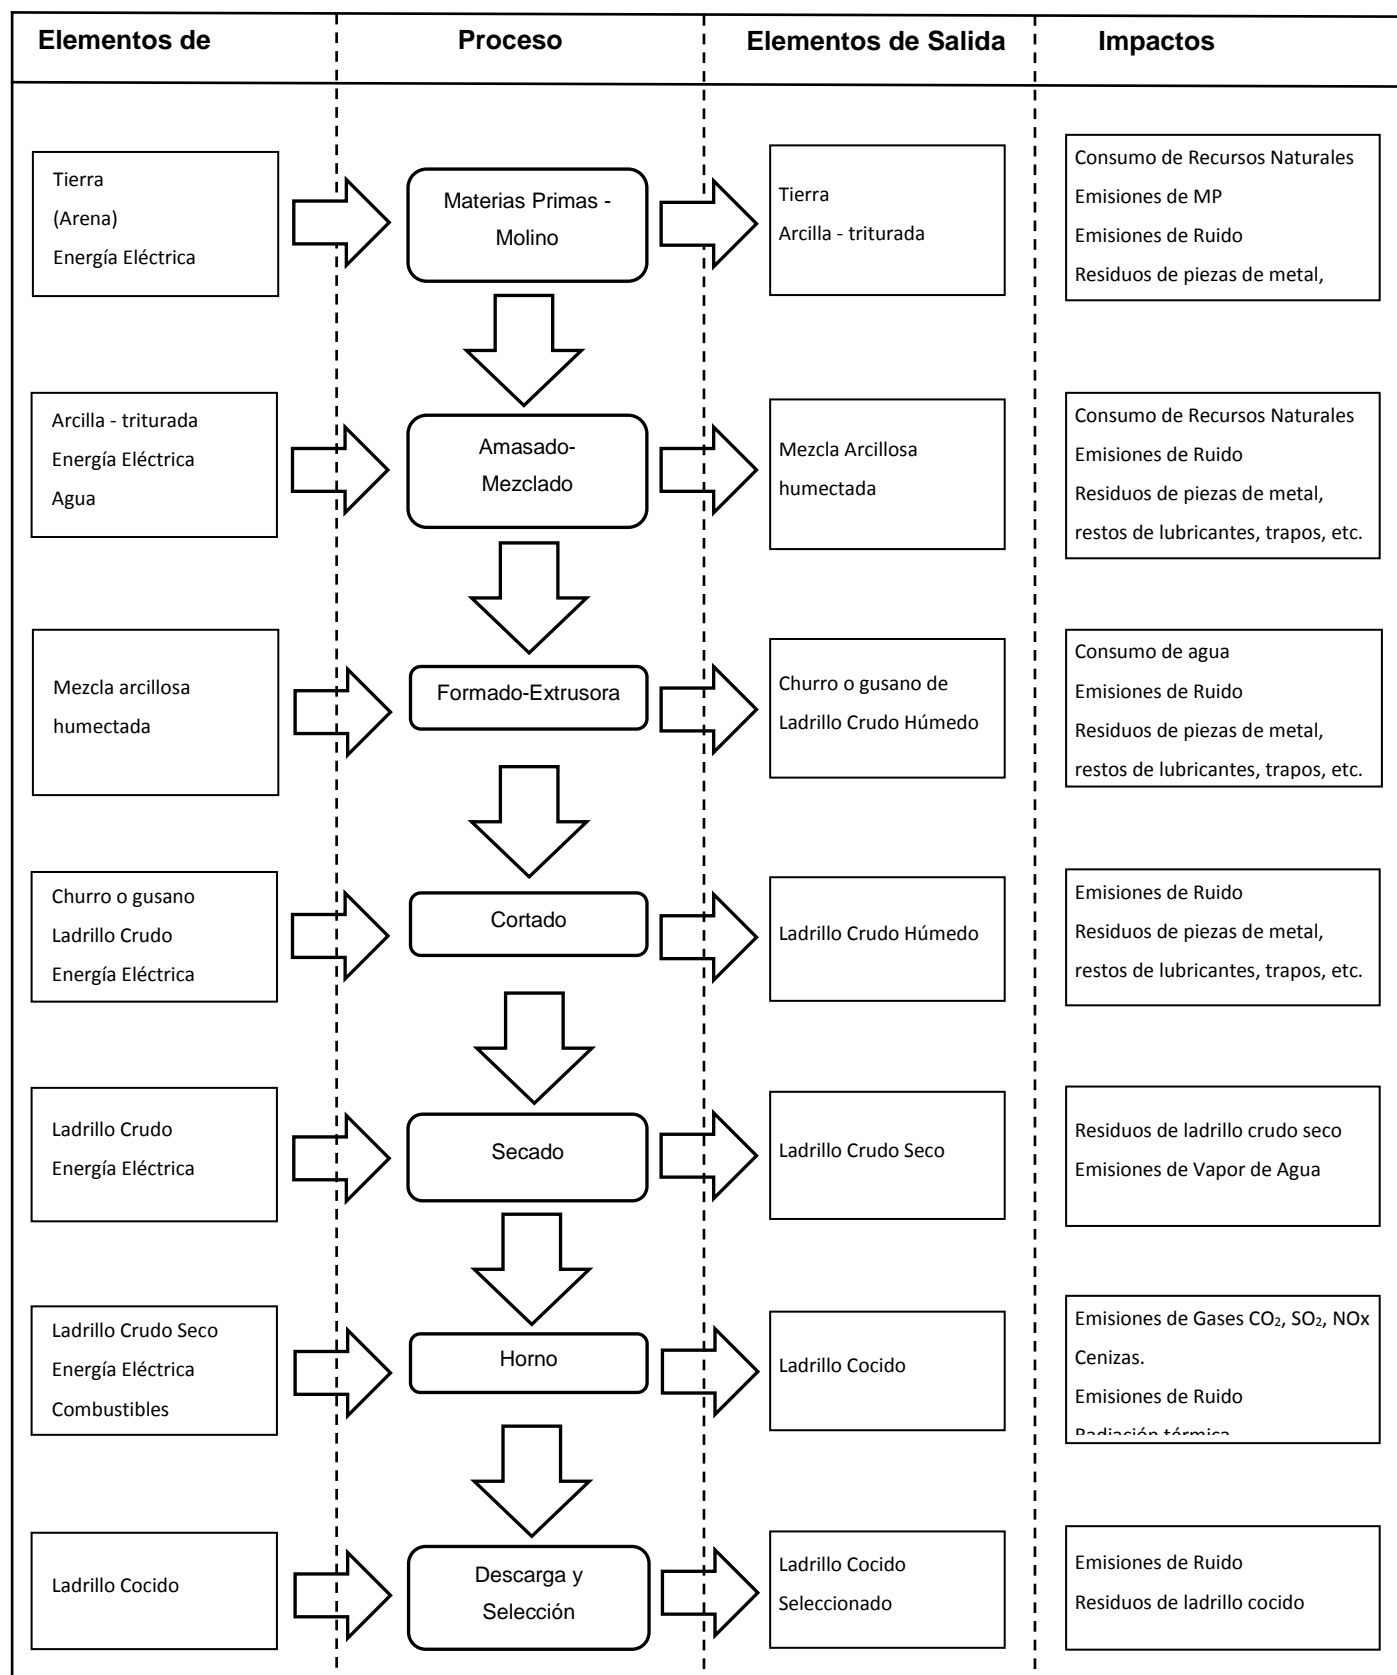 Elementos de
Proceso
Elementos de Salida
Impactos
Tierra
(Arena)
Energía Eléctrica
Materias Primas -
Molino
Tierra
Arcilla - triturada
Consumo de Recursos Naturales
Emisiones de MP
Emisiones de Ruido
Residuos de piezas de metal,
Arcilla - triturada
Energía Eléctrica
Agua
Amasado-
Mezclado
Mezcla Arcillosa
humectada
Consumo de Recursos Naturales
Emisiones de Ruido
Residuos de piezas de metal,
restos de lubricantes, trapos, etc.
Mezcla arcillosa
humectada
Formado-Extrusora
Churro o gusano de
Ladrillo Crudo Húmedo
Consumo de agua
Emisiones de Ruido
Residuos de piezas de metal,
restos de lubricantes, trapos, etc.
Churro o gusano
Ladrillo Crudo
Energía Eléctrica
Cortado
Ladrillo Crudo Húmedo
Emisiones de Ruido
Residuos de piezas de metal,
restos de lubricantes, trapos, etc.
Ladrillo Crudo
Energía Eléctrica
Secado
Ladrillo Crudo Seco
Residuos de ladrillo crudo seco
Emisiones de Vapor de Agua
Ladrillo Crudo Seco
Energía Eléctrica
Combustibles
Horno
Ladrillo Cocido
Emisiones de Gases CO₂, SO₂, NOx
Cenizas.
Emisiones de Ruido
Radiación térmica
Ladrillo Cocido
Descarga y
Selección
Ladrillo Cocido
Seleccionado
Emisiones de Ruido
Residuos de ladrillo cocido